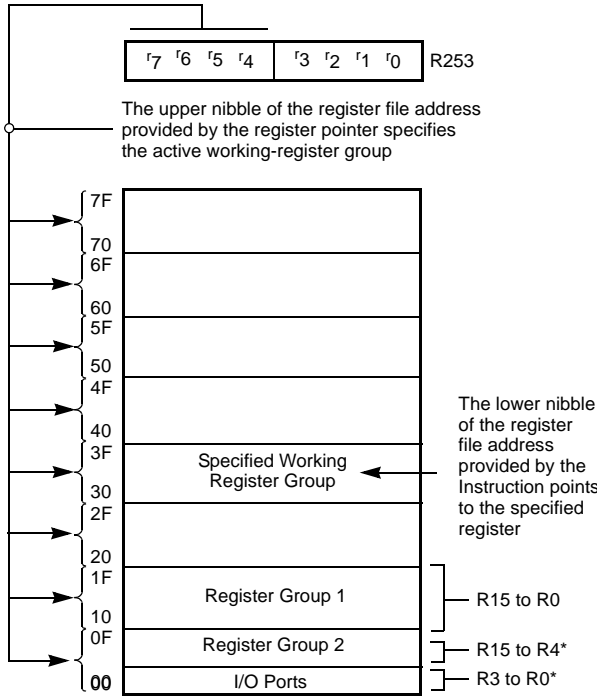 r7 r6 r5 r4 r3 r2 r1 r0 R253
The upper nibble of the register file address
provided by the register pointer specifies
the active working-register group
7F
70
6F
60
5F
50
4F
40
3F
Specified Working
Register Group
30
2F
20
1F
Register Group 1
R15 to R0
10
0F
Register Group 2
R15 to R4*
I/O Ports
R3 to R0*
00
The lower nibble
of the register
file address
provided by the
Instruction points
to the specified
register